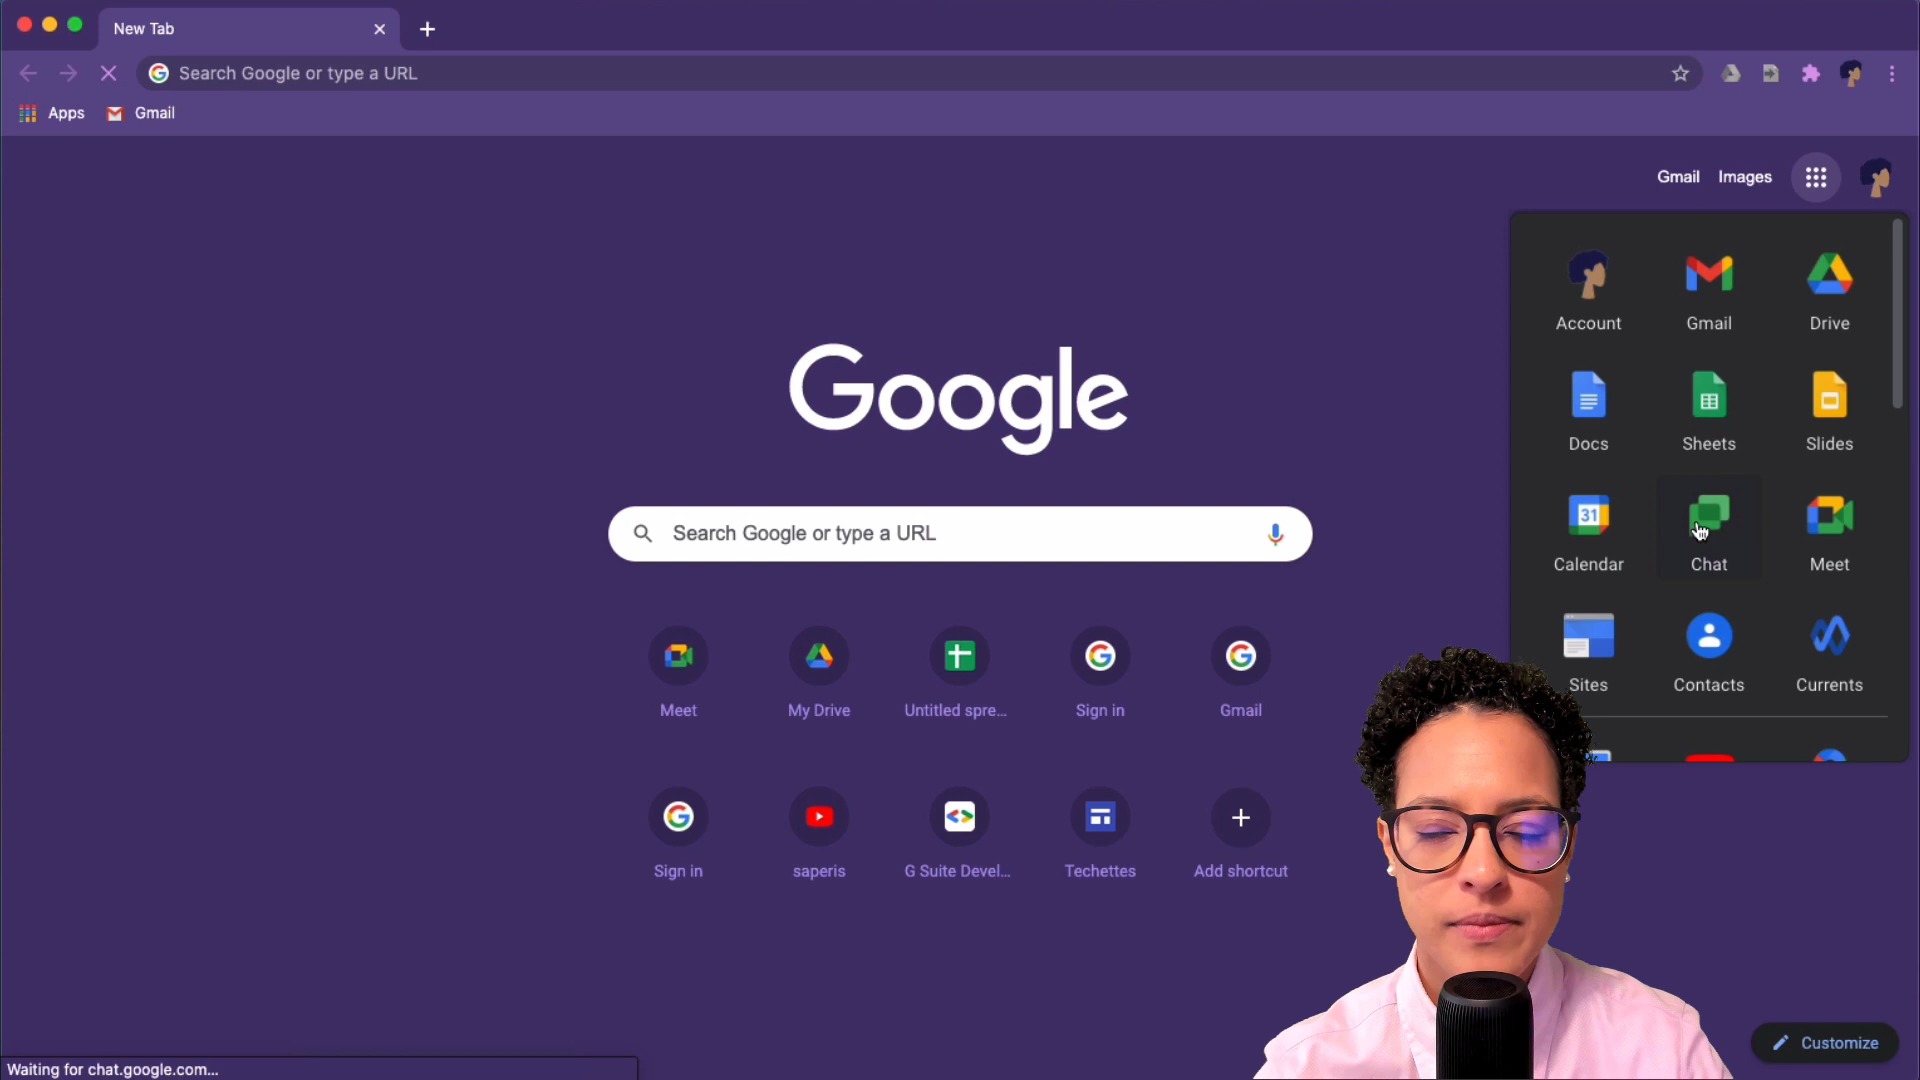 New Tab
Search Google or type a URL
Apps
Gmail
Gmail
Images
Account
Gmail
Drive
Docs
Sheets
Slides
31
Calendar
Chat
Meet
Sites
Contacts
Currents
Google
Search Google or type a URL
Meet
My Drive
Untitled spre...
Sign in
Gmail
Sign in
saperis
G Suite Devel...
Techettes
Add shortcut
Customize
Waiting for chat.google.com...